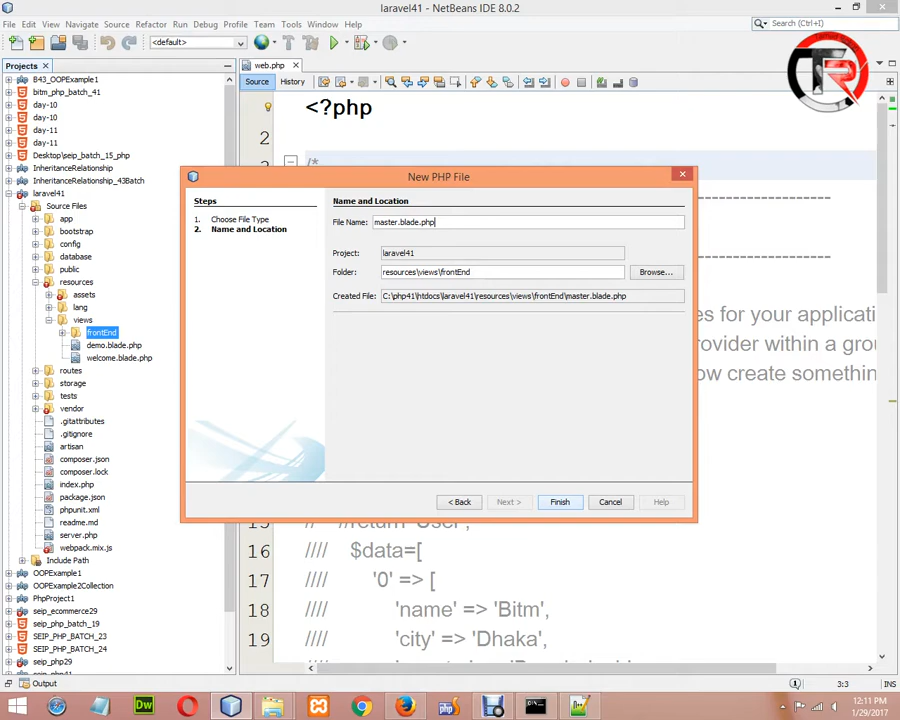 laravel41 - NetBeans IDE 8.0.2
File Edit View Navigate Source Refactor Run Debug Profile Team Tools Window Help
Search (Ctrl+I)
<default>
Projects
web.php
Source History
B43_OOPExample1
bitm_php_batch_41
day-10
day-10
day-11
day-11
Desktop\seip_batch_15_php
InheritanceRelationship
InheritanceRelationship_43Batch
laravel41
Source Files
app
bootstrap
config
database
public
resources
assets
lang
views
frontEnd
demo.blade.php
welcome.blade.php
routes
storage
tests
vendor
.gitattributes
.gitignore
artisan
composer.json
composer.lock
index.php
package.json
phpunit.xml
readme.md
server.php
webpack.mix.js
Include Path
OOPExample1
OOPExample2Collection
PhpProject1
seip_ecommerce29
seip_php_batch_19
SEIP_PHP_BATCH_23
SEIP_PHP_BATCH_24
seip_php29
<?php
2
/*
es for your applicati
rovider within a grou
ow create somethin
16 //// $data=[
17 //// '0' => [
18 //// 'name' => 'Bitm',
19 //// 'city' => 'Dhaka',
New PHP File
Steps
1. Choose File Type
2. Name and Location
Name and Location
File Name: master.blade.php
Project: laravel41
Folder: resources\views\frontEnd
Browse...
Created File: C:\php41\htdocs\laravel41\resources\views\frontEnd\master.blade.php
< Back Next > Finish Cancel Help
Output
3:3 INS
12:11 PM
1/29/2017